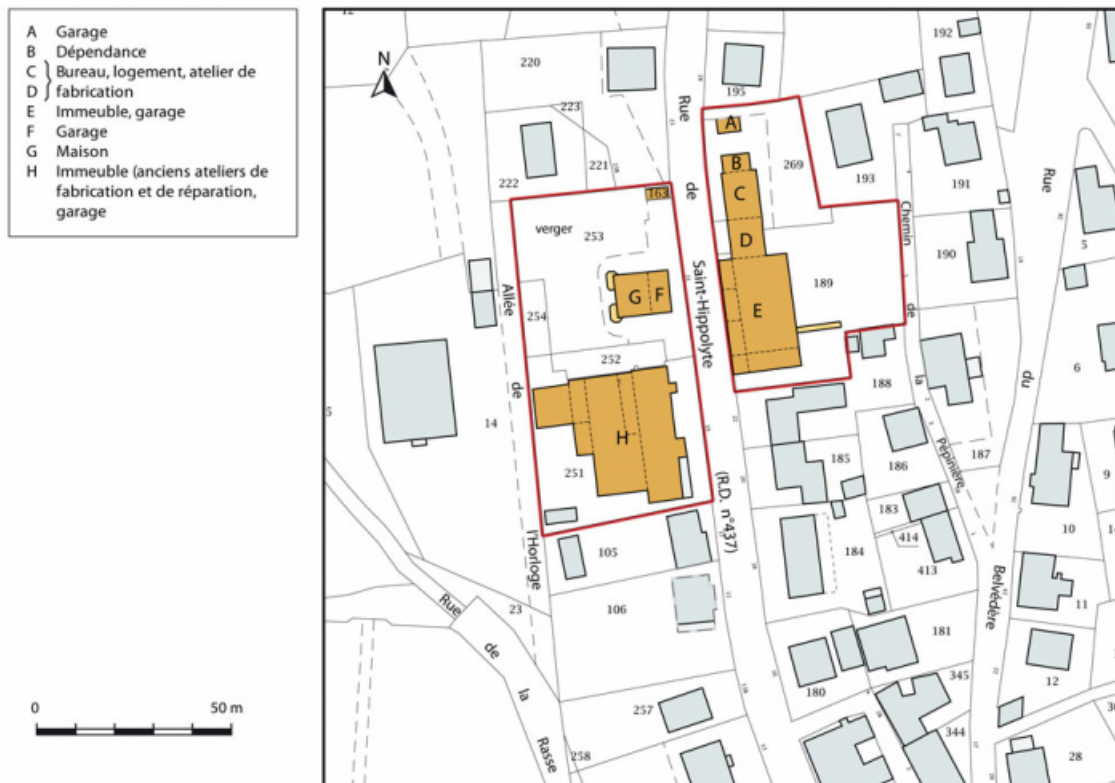 A Garage
B Dépendance
C } Bureau, logement, atelier de
D } fabrication
E Immeuble, garage
F Garage
G Maison
H Immeuble (anciens ateliers de
fabrication et de réparation,
garage
N
0 50 m
12
220
223
221
222
195
192
193
191
190
269
189
163
verger
253
254
252
251
A
B
C
D
E
F
G
H
14
105
106
23
257
258
188
185
186
187
183
184
414
413
181
180
345
344
5
6
9
10
11
12
28
Rue
de
Saint-Hippolyte
(R.D. n°437)
Allée
de
l'Horloge
Rue
de
la
Rasse
Chemin
de
la
Pépinière
Rue
du
Belvédère